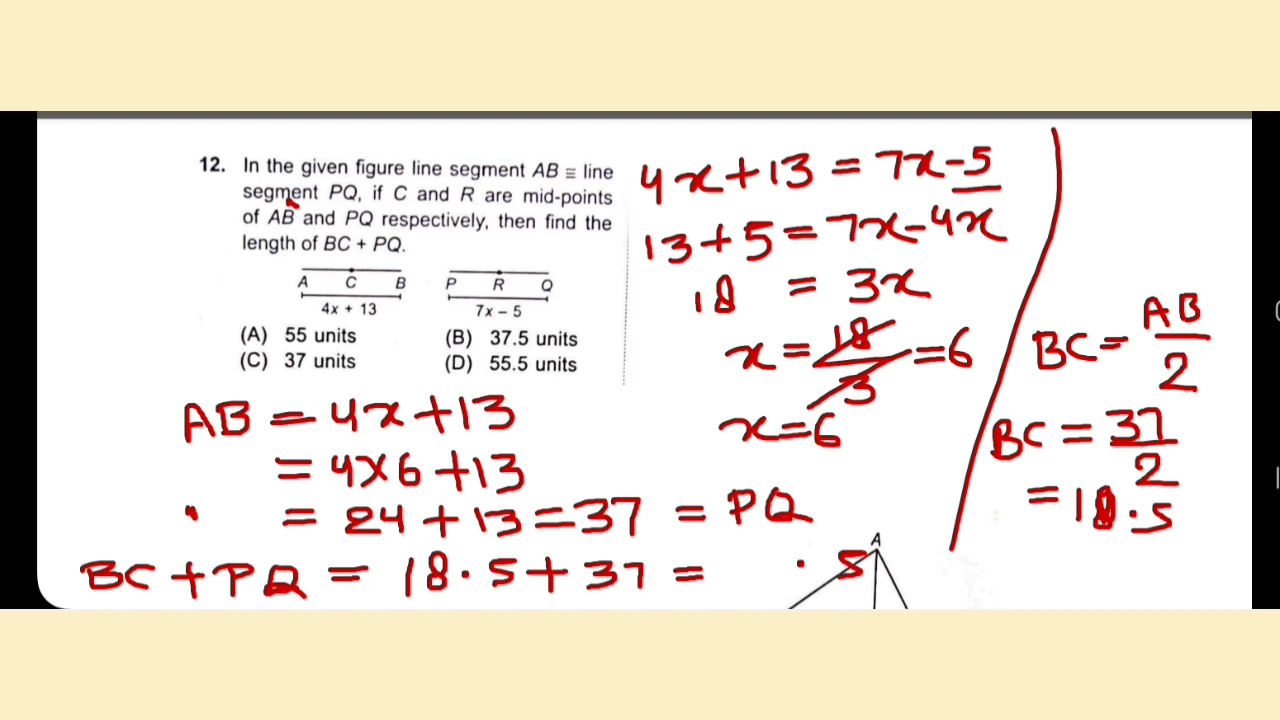 12. In the given figure line segment AB ≡ line
segment PQ, if C and R are mid-points
of AB and PQ respectively, then find the
length of BC + PQ.
A C B
4x + 13
P R Q
7x – 5
(A) 55 units
(B) 37.5 units
(C) 37 units
(D) 55.5 units
4x+13 = 7x-5
13+5 = 7x-4x
18 = 3x
x = 18/3 = 6
x = 6
BC = AB/2
BC = 37/2
= 18.5
AB = 4x+13
= 4×6+13
= 24+13 = 37 = PQ
BC + PQ = 18.5 + 37 = .5
A